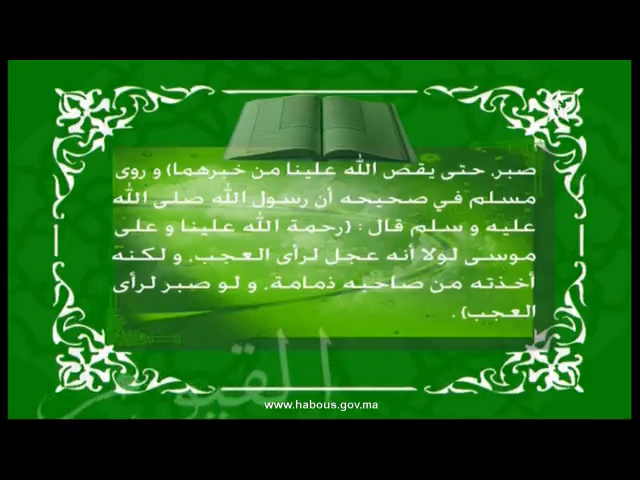 صبر، حتى يقص الله علينا من خبرهما) و روى
مسلم في صحيحه أن رسول الله صلى الله
عليه و سلم قال : {رحمة الله علينا و على
موسى لولا أنه عجل لرأى العجب، و لكنه
أخذته من صاحبه ذمامة، و لو صبر لرأى
العجب} .
www.habous.gov.ma